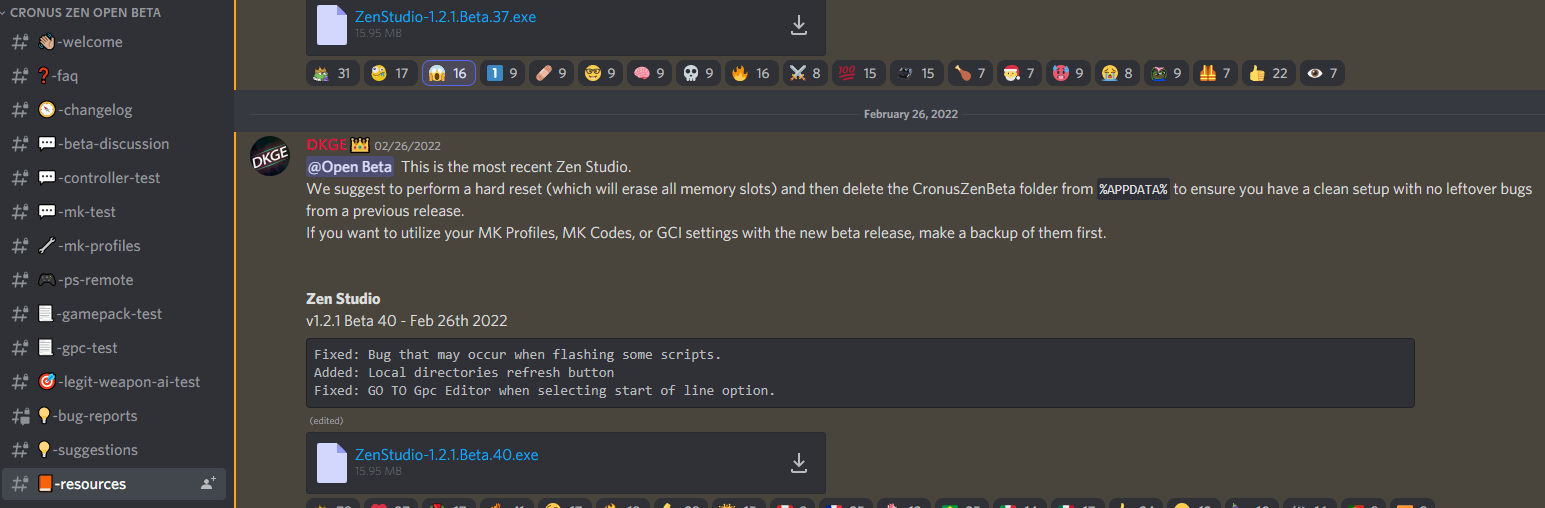 CRONUS ZEN OPEN BETA
-welcome
-faq
-changelog
-beta-discussion
-controller-test
-mk-test
-mk-profiles
-ps-remote
-gamepack-test
-gpc-test
-legit-weapon-ai-test
-bug-reports
-suggestions
-resources
ZenStudio-1.2.1.Beta.37.exe
15.95 MB
31 17 16 9 9 9 9 9 16 8 15 15 7 7 9 8 9 7 22 7
February 26, 2022
DKGE
DKGE 02/26/2022
@Open Beta This is the most recent Zen Studio.
We suggest to perform a hard reset (which will erase all memory slots) and then delete the CronusZenBeta folder from %APPDATA% to ensure you have a clean setup with no leftover bugs
from a previous release.
If you want to utilize your MK Profiles, MK Codes, or GCI settings with the new beta release, make a backup of them first.
Zen Studio
v1.2.1 Beta 40 - Feb 26th 2022
Fixed: Bug that may occur when flashing some scripts.
Added: Local directories refresh button
Fixed: GO TO Gpc Editor when selecting start of line option.
(edited)
ZenStudio-1.2.1.Beta.40.exe
15.95 MB